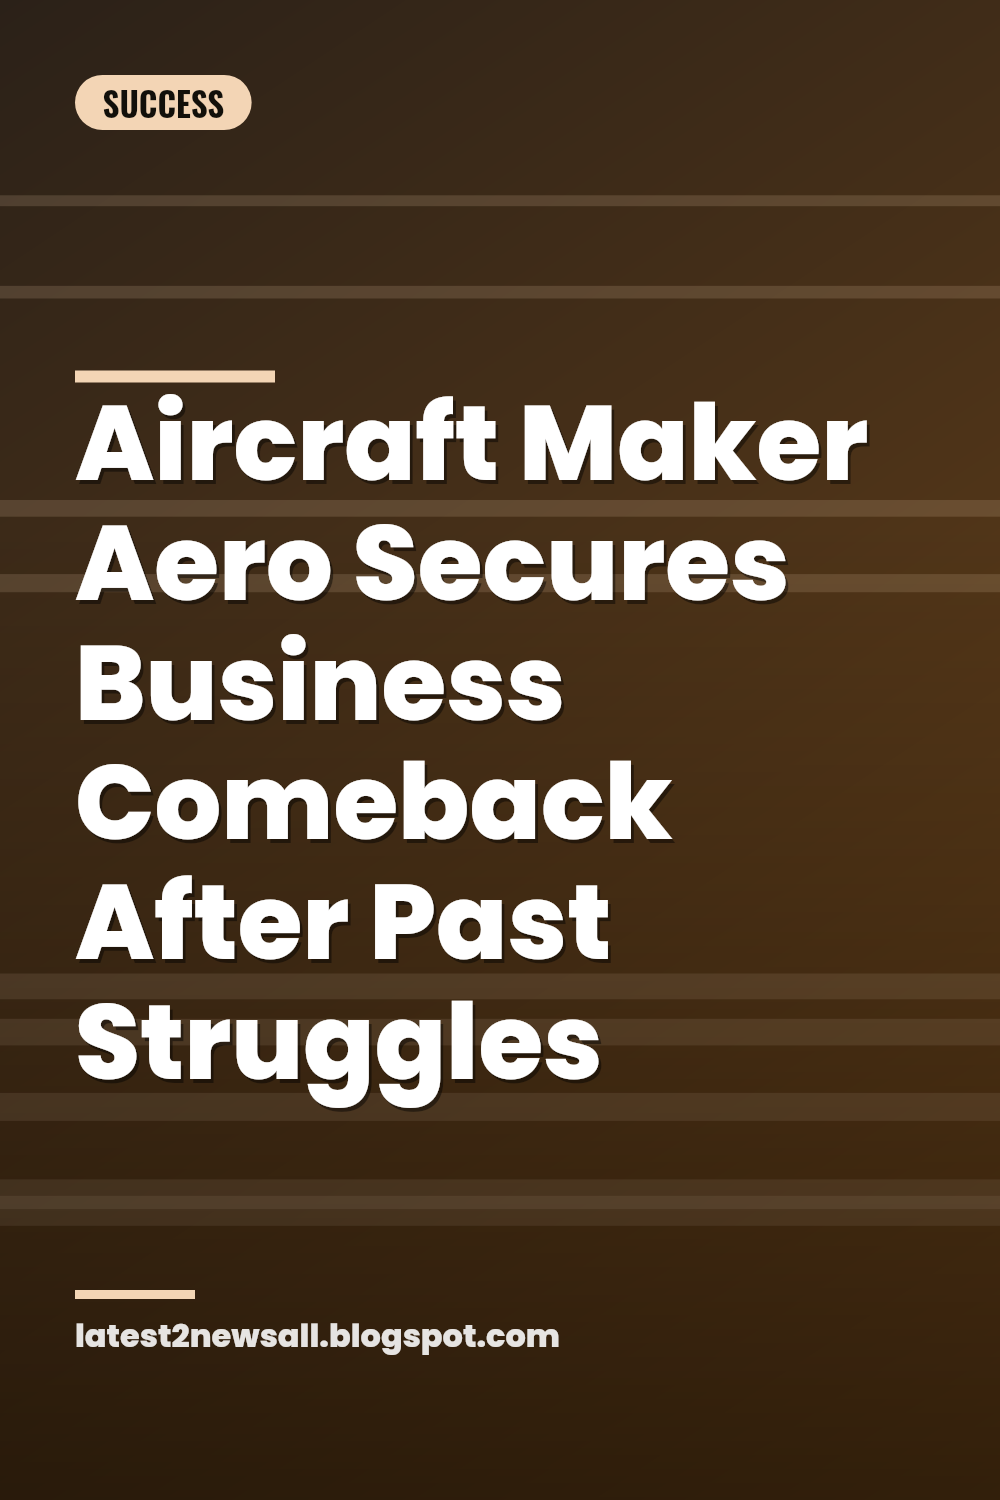 SUCCESS
Aircraft Maker
Aero Secures
Business
Comeback
After Past
Struggles
latest2newsall.blogspot.com